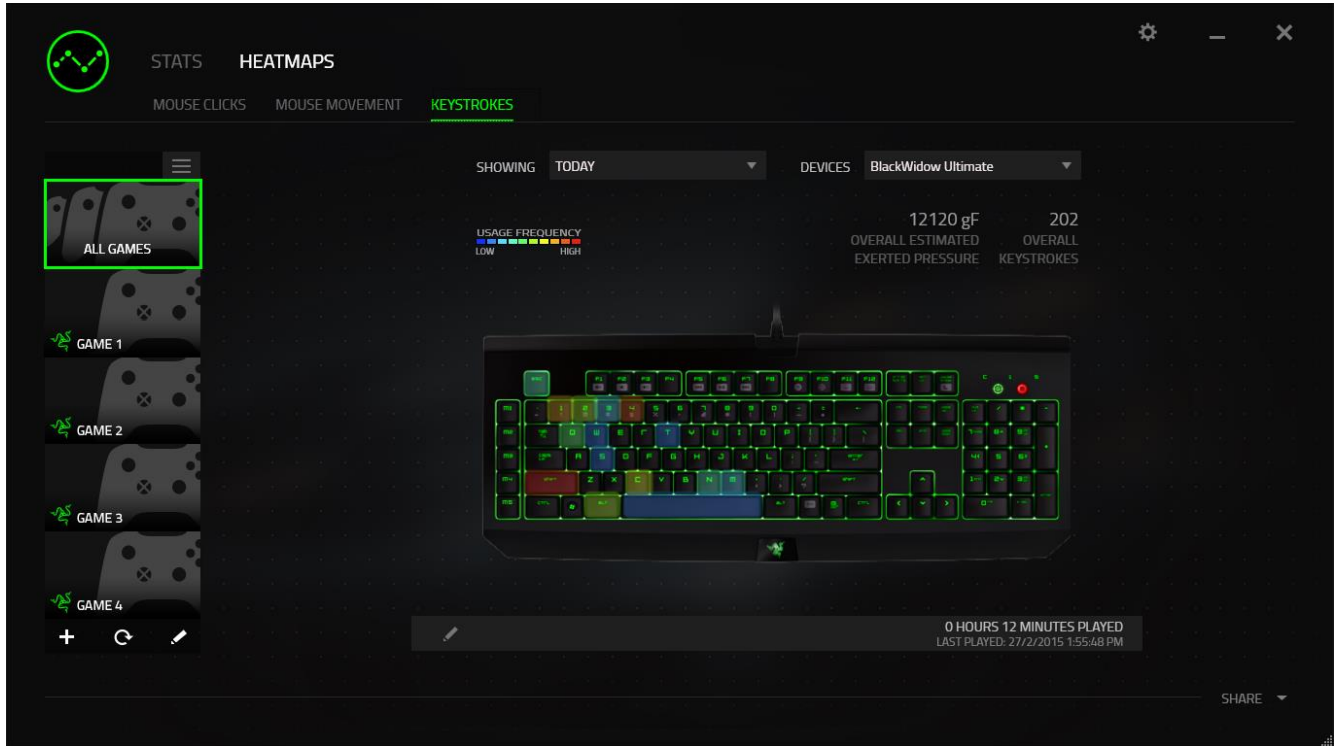 STATS HEATMAPS
MOUSE CLICKS MOUSE MOVEMENT KEYSTROKES
SHOWING TODAY DEVICES BlackWidow Ultimate
ALL GAMES
GAME 1
GAME 2
GAME 3
GAME 4
USAGE FREQUENCY
LOW HIGH
12120 gF
OVERALL ESTIMATED
EXERTED PRESSURE
202
OVERALL
KEYSTROKES
0 HOURS 12 MINUTES PLAYED
LAST PLAYED: 27/2/2015 1:55:48 PM
SHARE